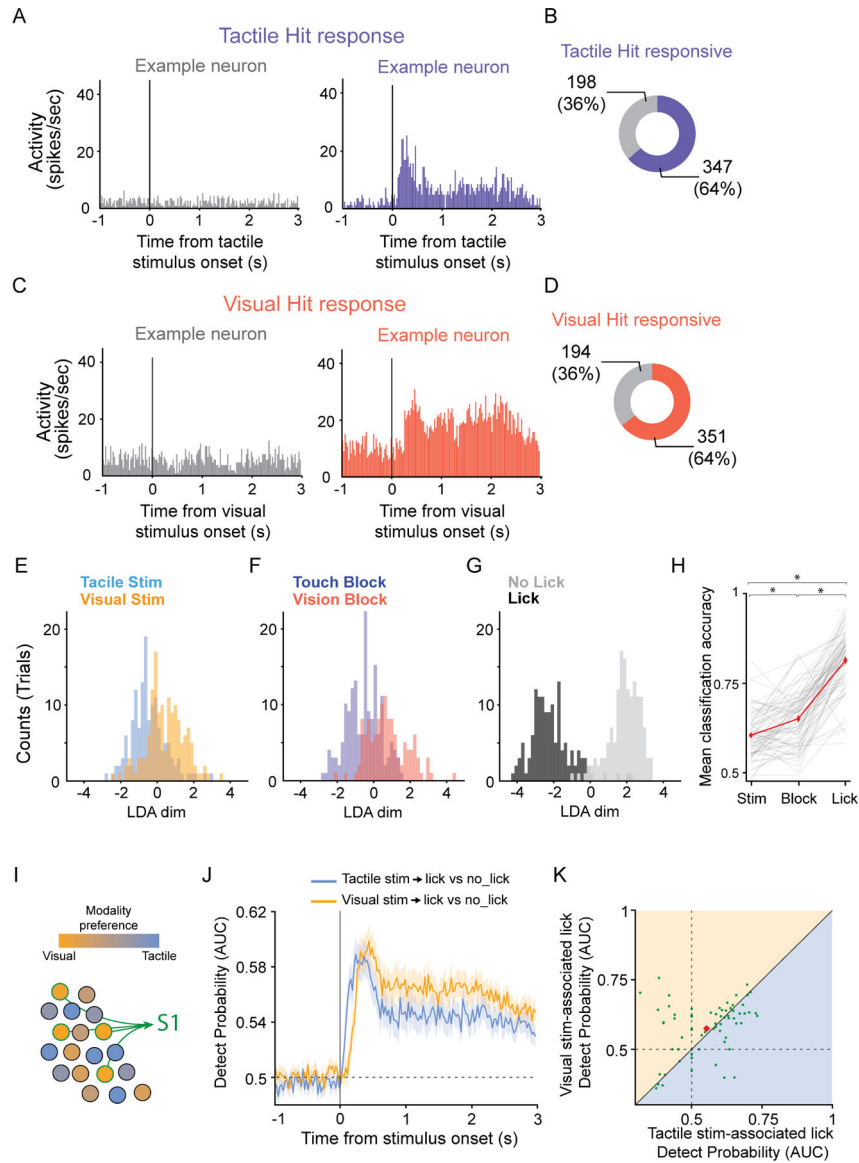 A
Tactile Hit response
Example neuron
Example neuron
Activity
(spikes/sec)
40
20
0
-1
0
1
2
3
Time from tactile
stimulus onset (s)
40
20
0
-1
0
1
2
3
Time from tactile
stimulus onset (s)
B
Tactile Hit responsive
198
(36%)
347
(64%)
C
Visual Hit response
Example neuron
Example neuron
Activity
(spikes/sec)
40
20
0
-1
0
1
2
3
Time from visual
stimulus onset (s)
40
20
0
-1
0
1
2
3
Time from visual
stimulus onset (s)
D
Visual Hit responsive
194
(36%)
351
(64%)
E
Tacile Stim
Visual Stim
Counts (Trials)
20
10
0
-4
-2
0
2
4
LDA dim
F
Touch Block
Vision Block
20
10
0
-4
-2
0
2
4
LDA dim
G
No Lick
Lick
20
10
0
-4
-2
0
2
4
LDA dim
H
*
*
*
Mean classification accuracy
1
0.75
0.5
Stim
Block
Lick
I
Modality
preference
Visual
Tactile
S1
J
Tactile stim→lick vs no_lick
Visual stim→lick vs no_lick
Detect Probability (AUC)
0.62
0.58
0.54
0.5
-1
0
1
2
3
Time from stimulus onset (s)
K
Visual stim-associated lick
Detect Probability (AUC)
1
0.75
0.5
0.5
0.75
1
Tactile stim-associated lick
Detect Probability (AUC)